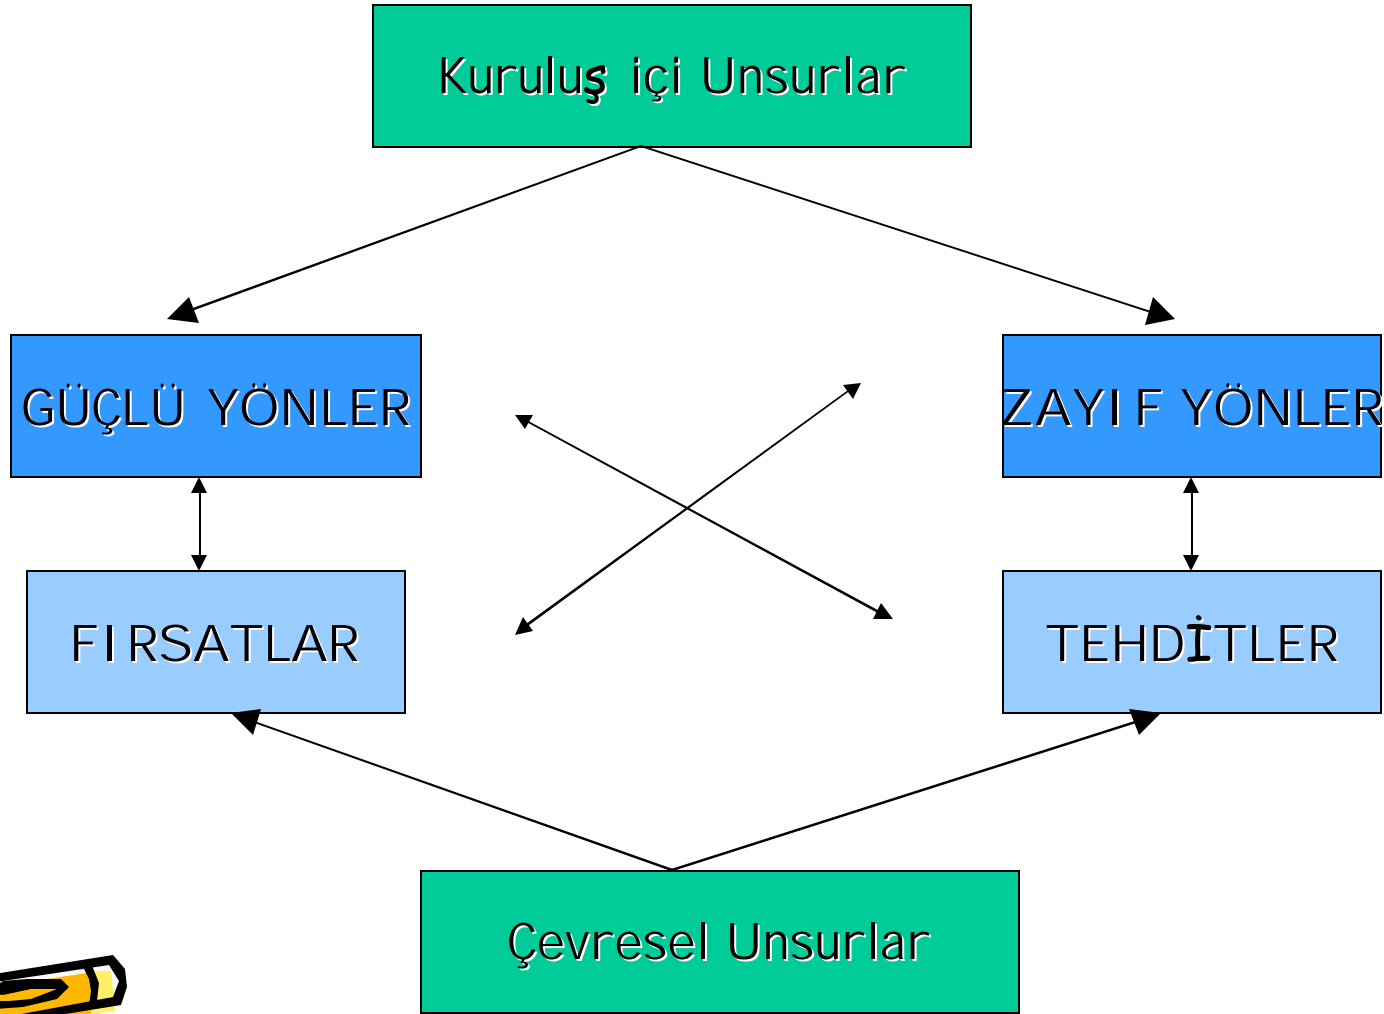 Kuruluş içi Unsurlar
GÜÇLÜ YÖNLER
ZAYIF YÖNLER
FIRSATLAR
TEHDİTLER
Çevresel Unsurlar